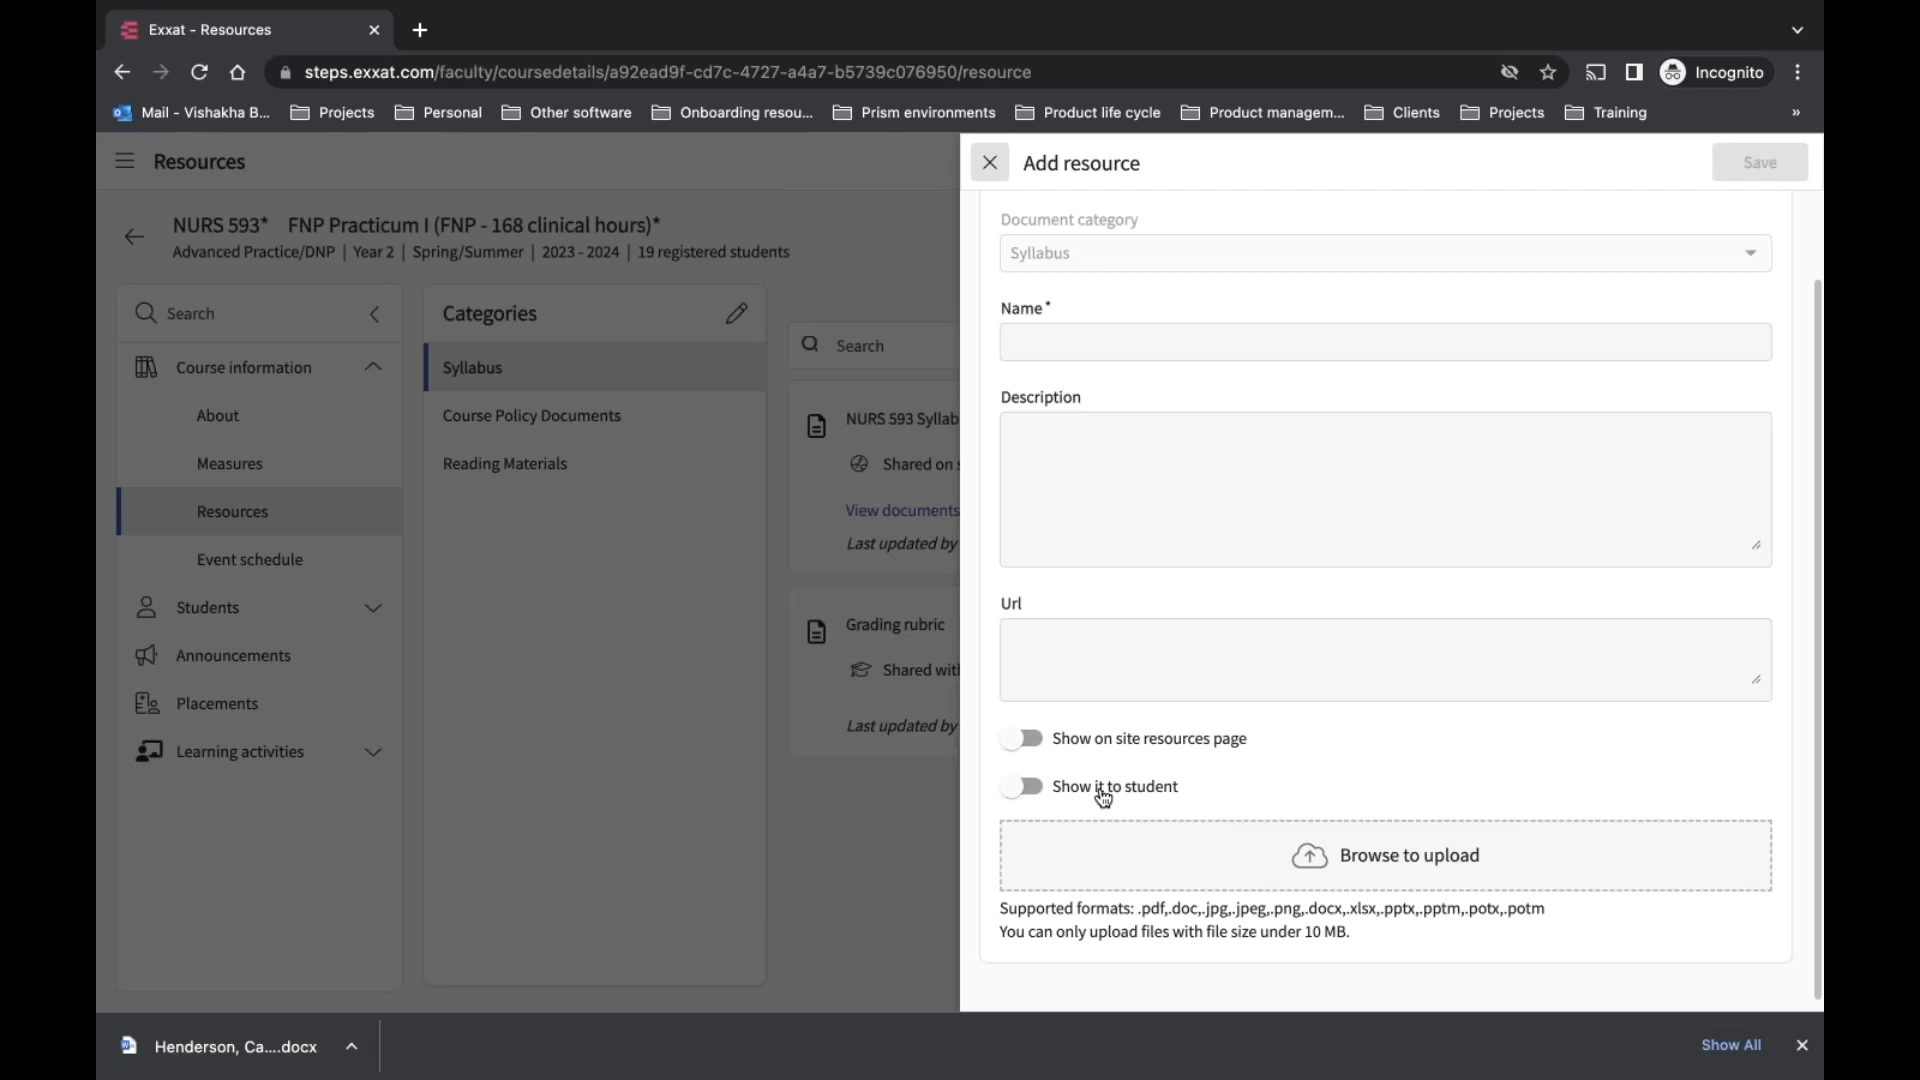 Exxat - Resources
steps.exxat.com/faculty/coursedetails/a92ead9f-cd7c-4727-a4a7-b5739c076950/resource
Incognito
Mail - Vishakha B... Projects Personal Other software Onboarding resou... Prism environments Product life cycle Product managem... Clients Projects Training »
Resources
NURS 593* FNP Practicum I (FNP - 168 clinical hours)*
Advanced Practice/DNP | Year 2 | Spring/Summer | 2023 - 2024 | 19 registered students
Search
Course information
About
Measures
Resources
Event schedule
Students
Announcements
Placements
Learning activities
Categories
Syllabus
Course Policy Documents
Reading Materials
Search
NURS 593 Syllab
Shared on s
View documents
Last updated by
Grading rubric
Shared with
Last updated by
Add resource
Save
Document category
Syllabus
Name*
Description
Url
Show on site resources page
Show it to student
Browse to upload
Supported formats: .pdf,.doc,.jpg,.jpeg,.png,.docx,.xlsx,.pptx,.pptm,.potx,.potm
You can only upload files with file size under 10 MB.
Henderson, Ca....docx
Show All